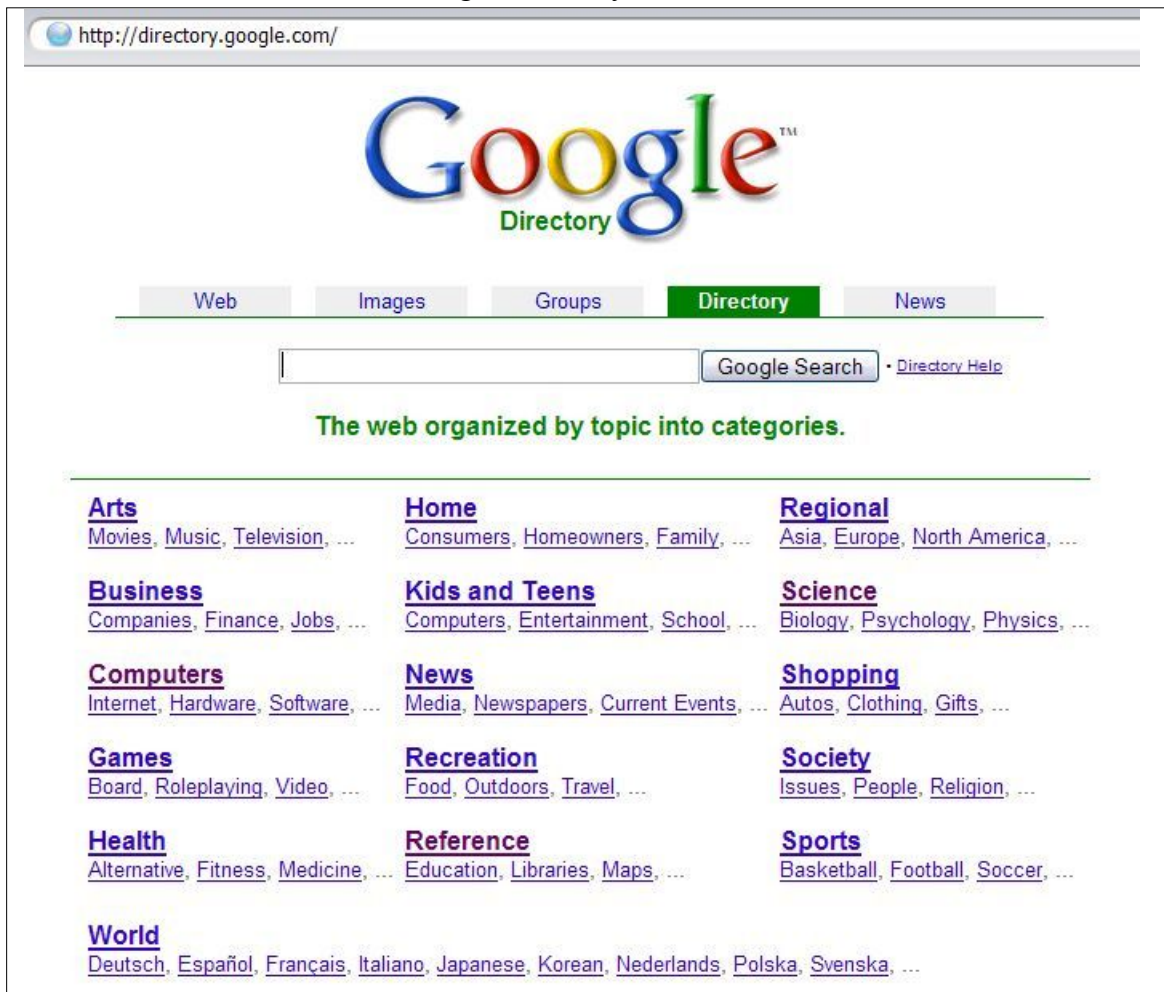 http://directory.google.com/
Google™
Directory
Web Images Groups Directory News
Google Search • Directory Help
The web organized by topic into categories.
Arts
Movies, Music, Television, ...
Home
Consumers, Homeowners, Family, ...
Regional
Asia, Europe, North America, ...
Business
Companies, Finance, Jobs, ...
Kids and Teens
Computers, Entertainment, School, ...
Science
Biology, Psychology, Physics, ...
Computers
Internet, Hardware, Software, ...
News
Media, Newspapers, Current Events, ...
Shopping
Autos, Clothing, Gifts, ...
Games
Board, Roleplaying, Video, ...
Recreation
Food, Outdoors, Travel, ...
Society
Issues, People, Religion, ...
Health
Alternative, Fitness, Medicine, ...
Reference
Education, Libraries, Maps, ...
Sports
Basketball, Football, Soccer, ...
World
Deutsch, Español, Français, Italiano, Japanese, Korean, Nederlands, Polska, Svenska, ...